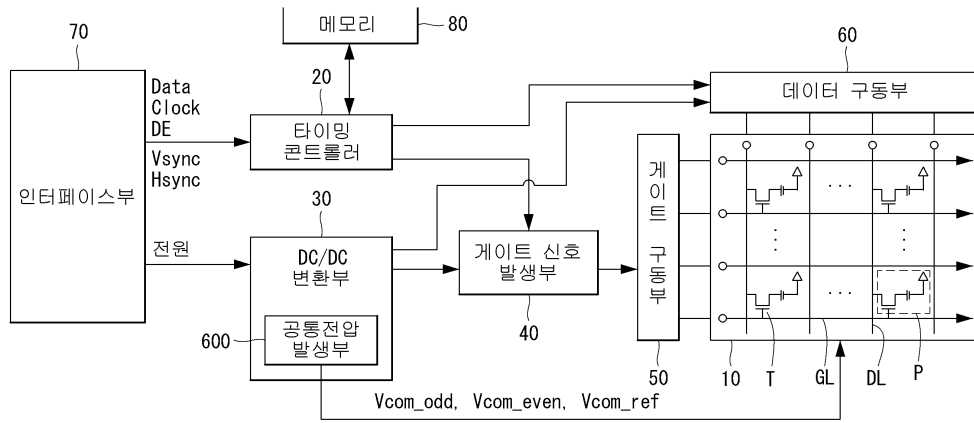 메모리
80
70
Data
Clock
DE
Vsync
Hsync
인터페이스부
전원
20
타이밍
콘트롤러
30
DC/DC
변환부
600
공통전압
발생부
게이트 신호
발생부
40
게이트 구동부
50
60
데이터 구동부
10
T
GL
DL
P
Vcom_odd, Vcom_even, Vcom_ref